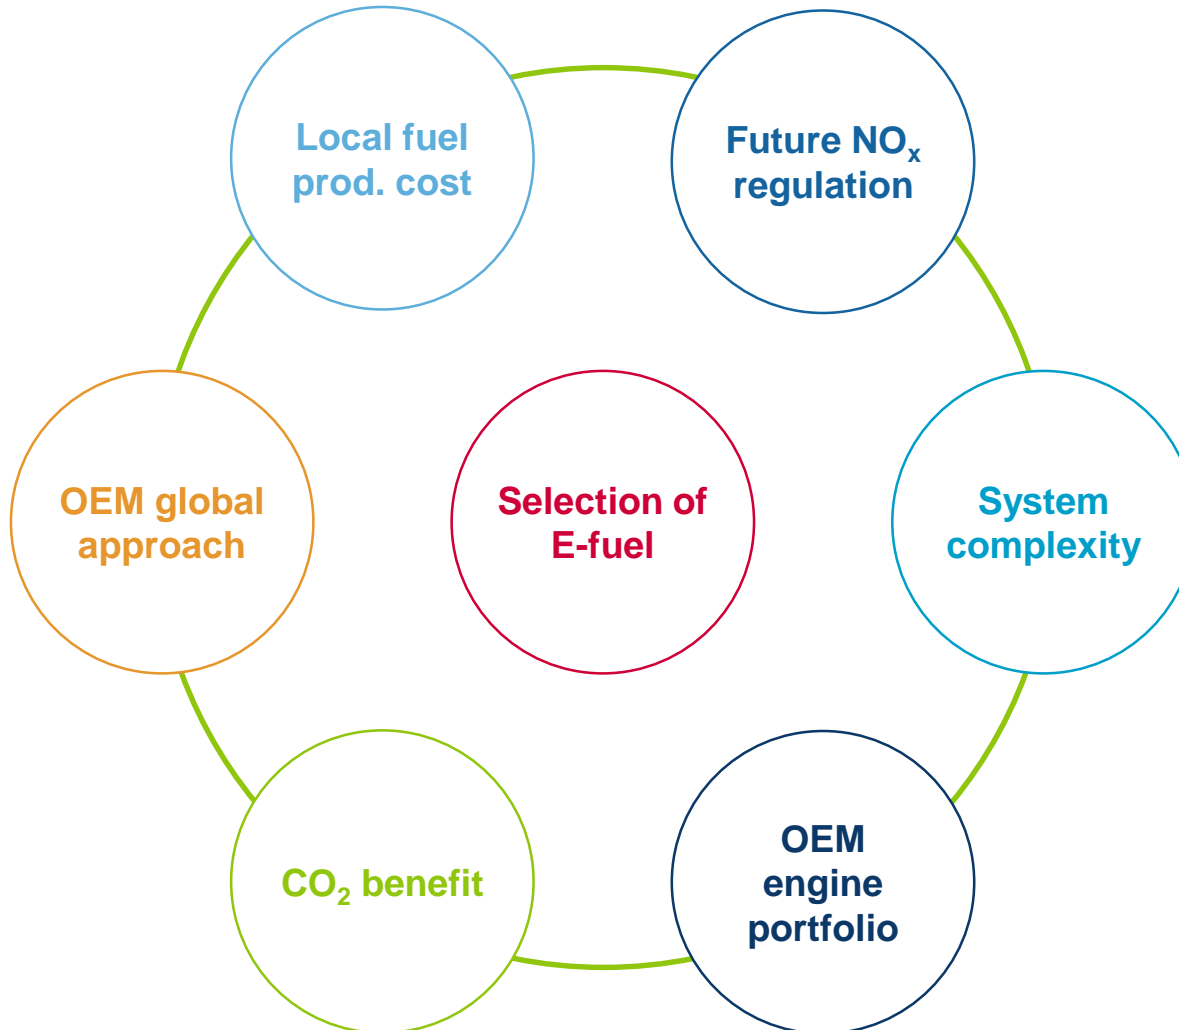 Local fuel
prod. cost
Future NOₓ
regulation
OEM global
approach
Selection of
E-fuel
System
complexity
CO₂ benefit
OEM
engine
portfolio